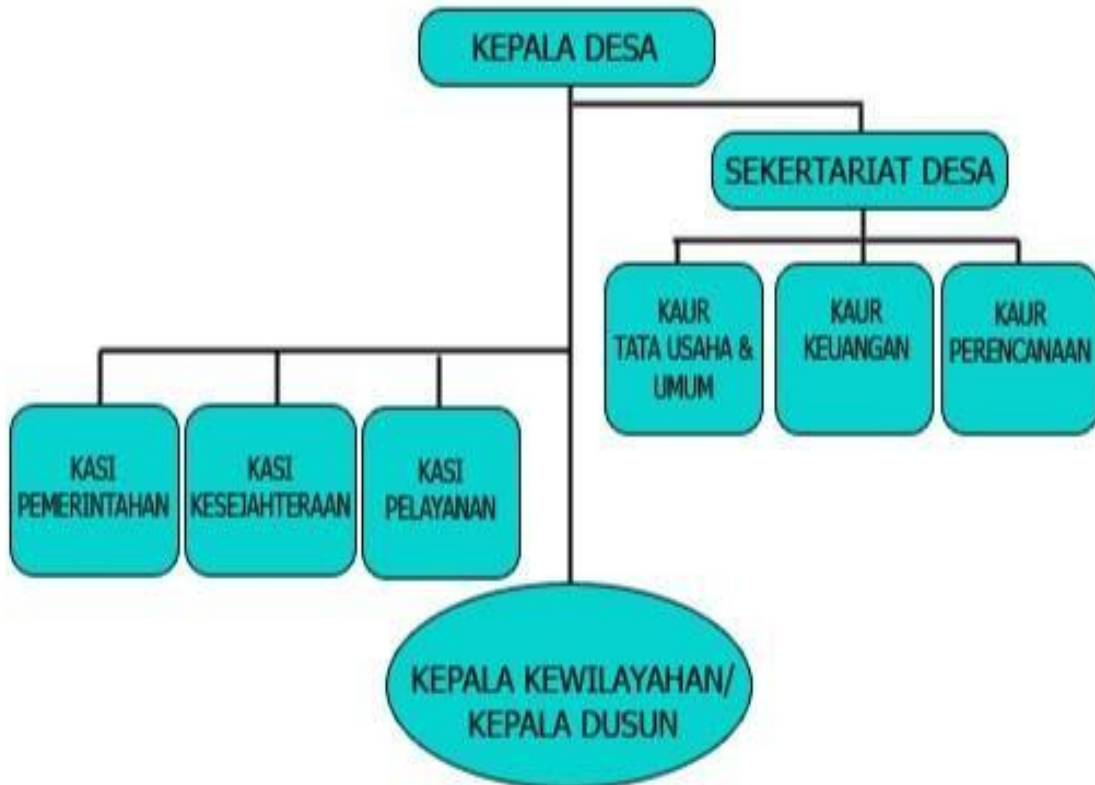 KEPALA DESA
SEKERTARIAT DESA
KAUR
TATA USAHA &
UMUM
KAUR
KEUANGAN
KAUR
PERENCANAAN
KASI
PEMERINTAHAN
KASI
KESEJAHTERAAN
KASI
PELAYANAN
KEPALA KEWILAYAHAN/
KEPALA DUSUN